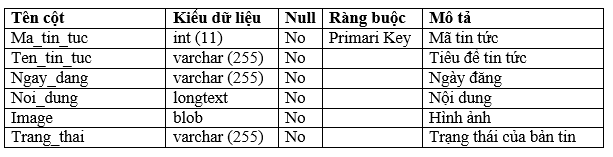 Tên cột Kiểu dữ liệu Null Ràng buộc Mô tả
Ma_tin_tuc int (11) No Primari Key Mã tin tức
Ten_tin_tuc varchar (255) No Tiêu đề tin tức
Ngay_dang varchar (255) No Ngày đăng
Noi_dung longtext No Nội dung
Image blob No Hình ảnh
Trang_thai varchar (255) No Trạng thái của bản tin